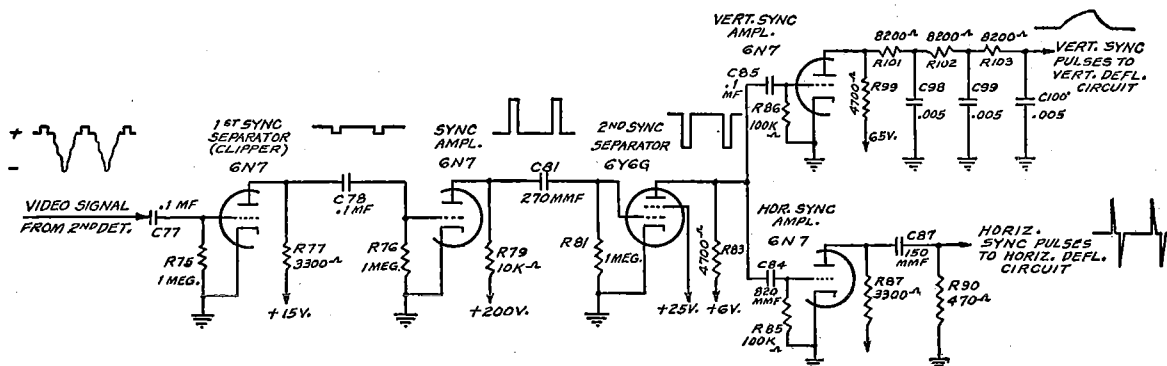 +
−
VIDEO SIGNAL
FROM 2ND DET.
.1 MF
C77
R75
1 MEG.
1ST SYNC
SEPARATOR
(CLIPPER)
6N7
R77
3300Ω
+15V.
C78
.1 MF
R76
1 MEG.
SYNC
AMPL.
6N7
R79
10KΩ
+200V.
C81
270 MMF
R81
1 MEG.
2ND SYNC
SEPARATOR
6Y6G
+25V.
R83
4700Ω
+6V.
VERT. SYNC
AMPL.
6N7
C85
.1
MF
R86
100K
Ω
R99
4700Ω
65V.
8200Ω
R101
8200Ω
R102
8200Ω
R103
C98
.005
C99
.005
C100
.005
VERT. SYNC
PULSES TO
VERT. DEFL.
CIRCUIT
HOR. SYNC
AMPL.
6N7
C84
820
MMF
R85
100K
Ω
R87
3300Ω
C87
150
MMF
R90
470Ω
HORIZ.
SYNC PULSES
TO HORIZ. DEFL.
CIRCUIT